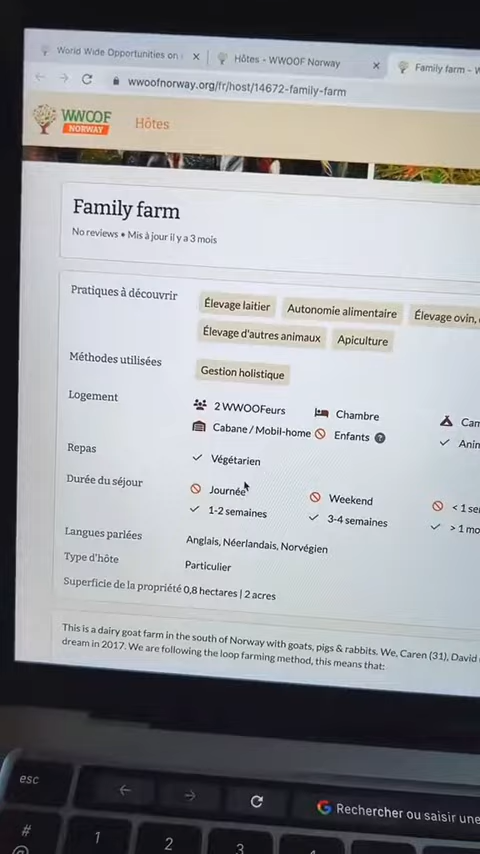 World Wide Opportunities on
Hôtes - WWOOF Norway
Family farm - W
wwoofnorway.org/fr/host/14672-family-farm
WWOOF
NORWAY
Hôtes
Family farm
No reviews • Mis à jour il y a 3 mois
Pratiques à découvrir
Élevage laitier
Autonomie alimentaire
Élevage ovin,
Élevage d'autres animaux
Apiculture
Méthodes utilisées
Gestion holistique
Logement
2 WWOOFeurs
Chambre
Cabane / Mobil-home
Enfants ?
Repas
Végétarien
Durée du séjour
Journée
Weekend
1-2 semaines
3-4 semaines
Langues parlées
Anglais, Néerlandais, Norvégien
Type d'hôte
Particulier
Superficie de la propriété 0,8 hectares | 2 acres
This is a dairy goat farm in the south of Norway with goats, pigs & rabbits. We, Caren (31), David
dream in 2017. We are following the loop farming method, this means that:
esc
G Rechercher ou saisir une
#
@
1
2
3